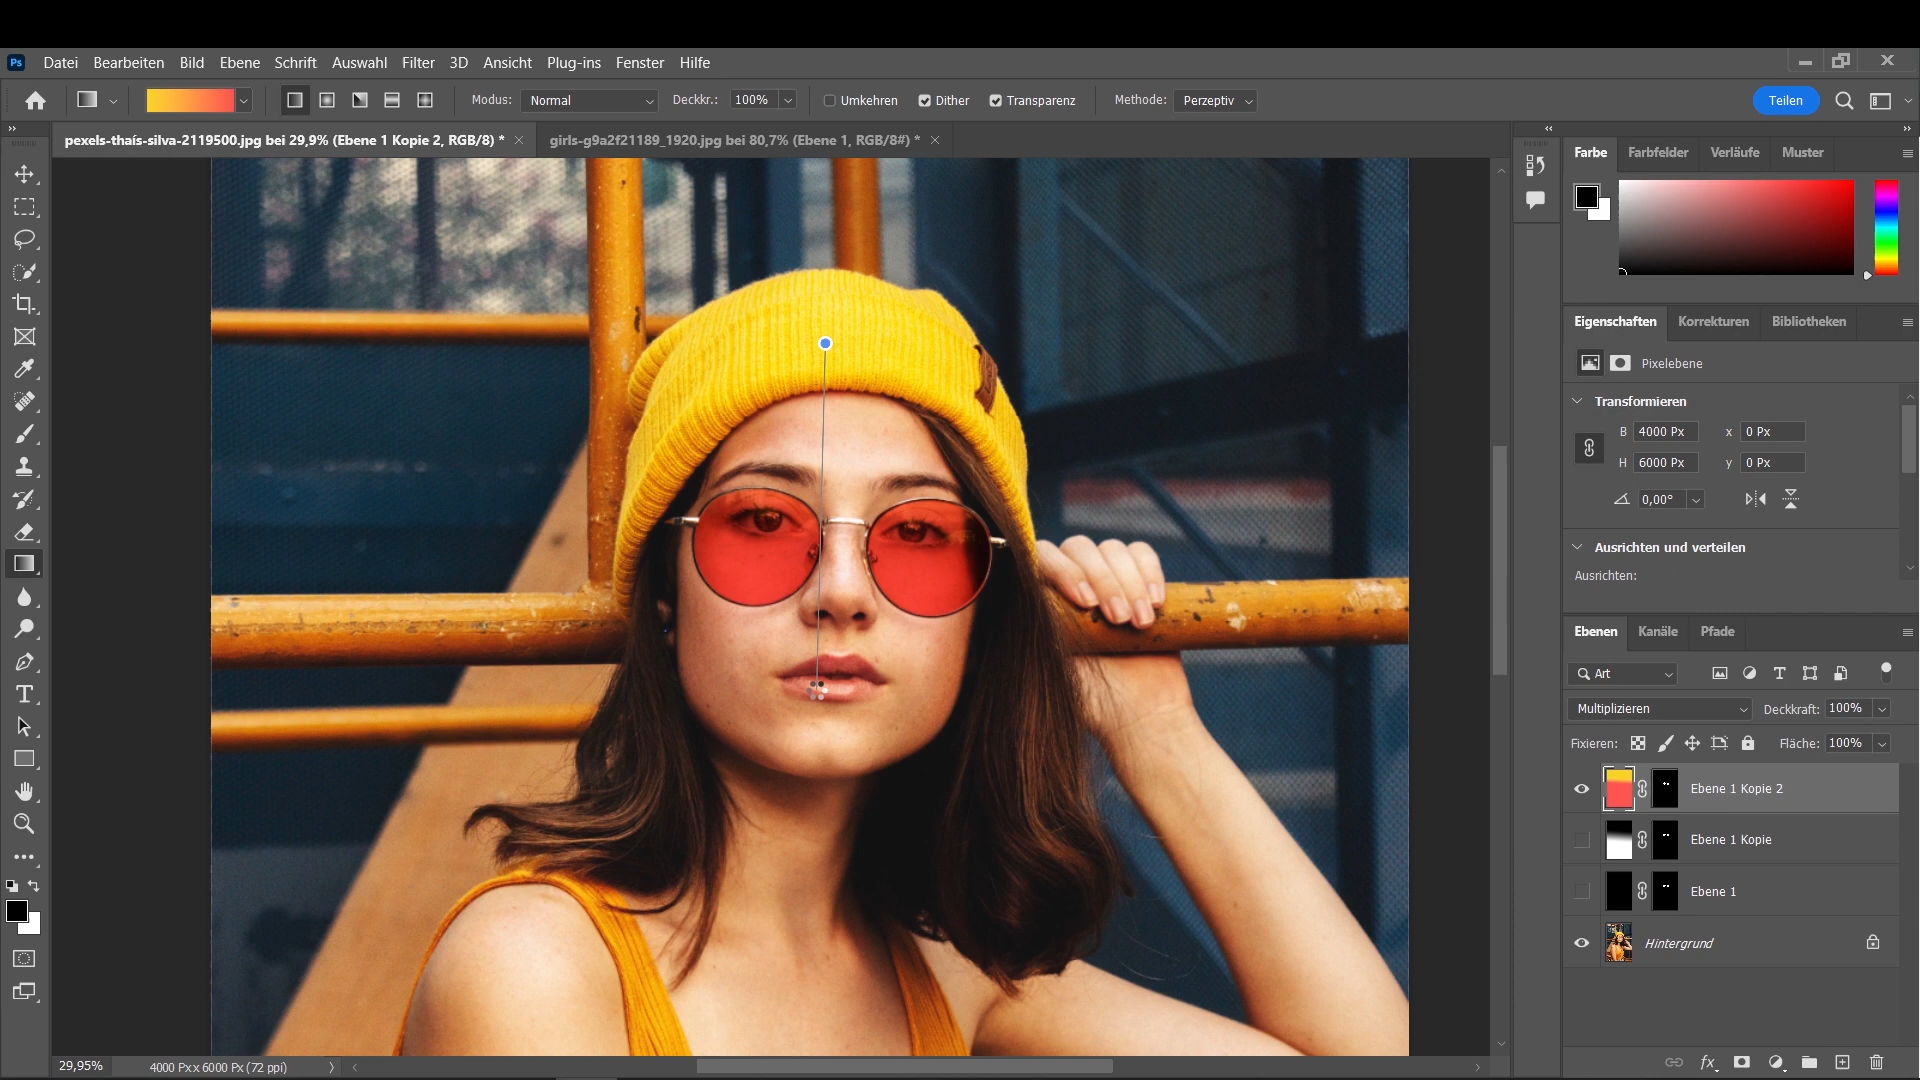 Ps Datei Bearbeiten Bild Ebene Schrift Auswahl Filter 3D Ansicht Plug-ins Fenster Hilfe
Modus: Normal Deckkr.: 100% Umkehren Dither Transparenz Methode: Perzeptiv Teilen
pexels-thaís-silva-2119500.jpg bei 29,9% (Ebene 1 Kopie 2, RGB/8) * girls-g9a2f21189_1920.jpg bei 80,7% (Ebene 1, RGB/8#) *
Farbe Farbfelder Verläufe Muster
Eigenschaften Korrekturen Bibliotheken
Pixelebene
Transformieren
B 4000 Px x 0 Px
H 6000 Px y 0 Px
0,00°
Ausrichten und verteilen
Ausrichten:
Ebenen Kanäle Pfade
Art
Multiplizieren Deckkraft: 100%
Fixieren: Fläche: 100%
Ebene 1 Kopie 2
Ebene 1 Kopie
Ebene 1
Hintergrund
29,95% 4000 Px x 6000 Px (72 ppi)
fx